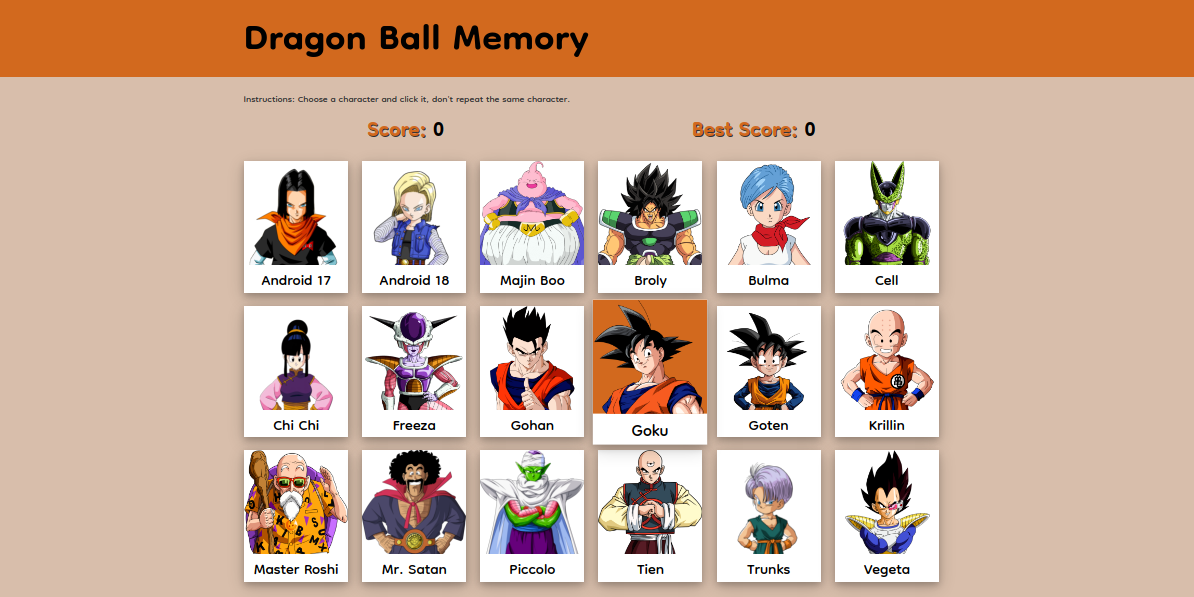 Dragon Ball Memory
Instructions: Choose a character and click it, don't repeat the same character.
Score: 0 Best Score: 0
Android 17 Android 18 Majin Boo Broly Bulma Cell
Chi Chi Freeza Gohan Goku Goten Krillin
Master Roshi Mr. Satan Piccolo Tien Trunks Vegeta